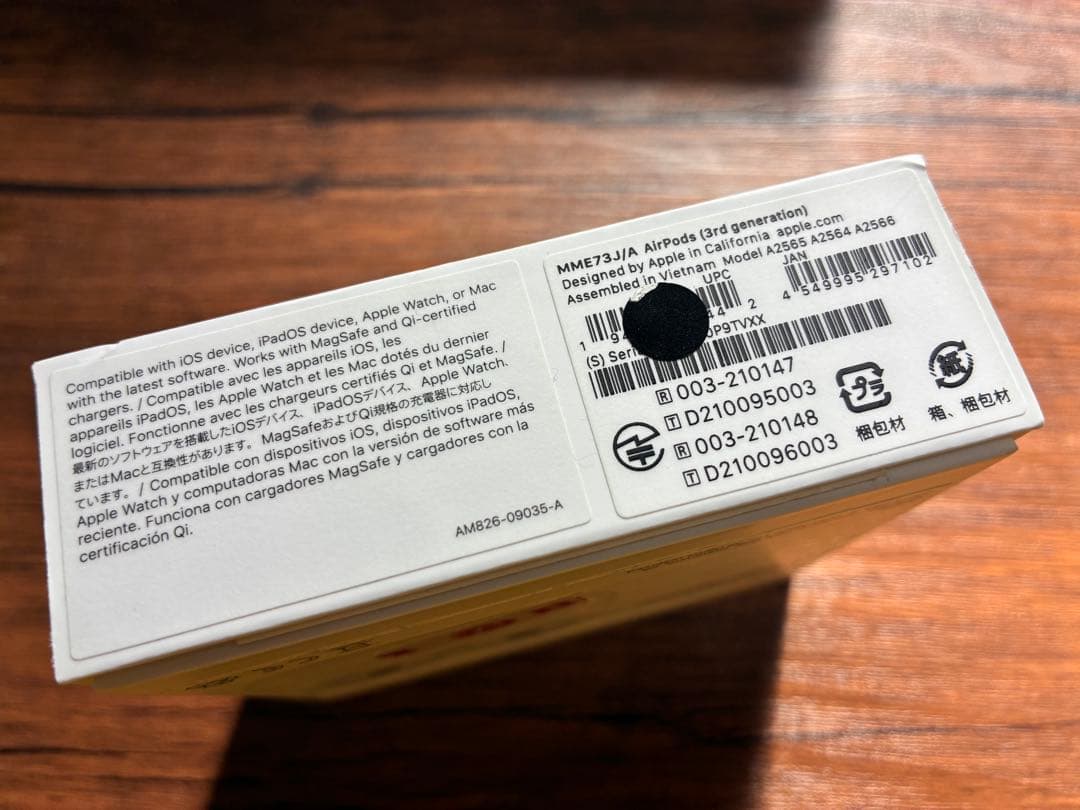 Compatible with iOS device, iPadOS device, Apple Watch, or Mac
with the latest software. Works with MagSafe and Qi-certified
chargers. / Compatible avec les appareils iOS, les
appareils iPadOS, les Apple Watch et les Mac dotés du dernier
logiciel. Fonctionne avec les chargeurs certifiés Qi et MagSafe. /
最新のソフトウェアを搭載したiOSデバイス、iPadOSデバイス、Apple Watch、
またはMacと互換性があります。MagSafeおよびQi規格の充電器に対応し
ています。/ Compatible con dispositivos iOS, dispositivos iPadOS,
Apple Watch y computadoras Mac con la versión de software más
reciente. Funciona con cargadores MagSafe y cargadores con la
certificación Qi.
AM826-09035-A
MME73J/A AirPods (3rd generation)
Designed by Apple in California apple.com
Assembled in Vietnam Model A2565 A2564 A2566
UPC
JAN
1 9 4 2
4 549995 297102
(S) Seri P9TVXX
R 003-210147
T D210095003
R 003-210148
T D210096003
プラ
梱包材
紙
箱、梱包材